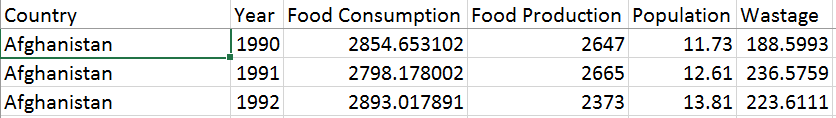 Country Year Food Consumption Food Production Population Wastage
Afghanistan 1990 2854.653102 2647 11.73 188.5993
Afghanistan 1991 2798.178002 2665 12.61 236.5759
Afghanistan 1992 2893.017891 2373 13.81 223.6111